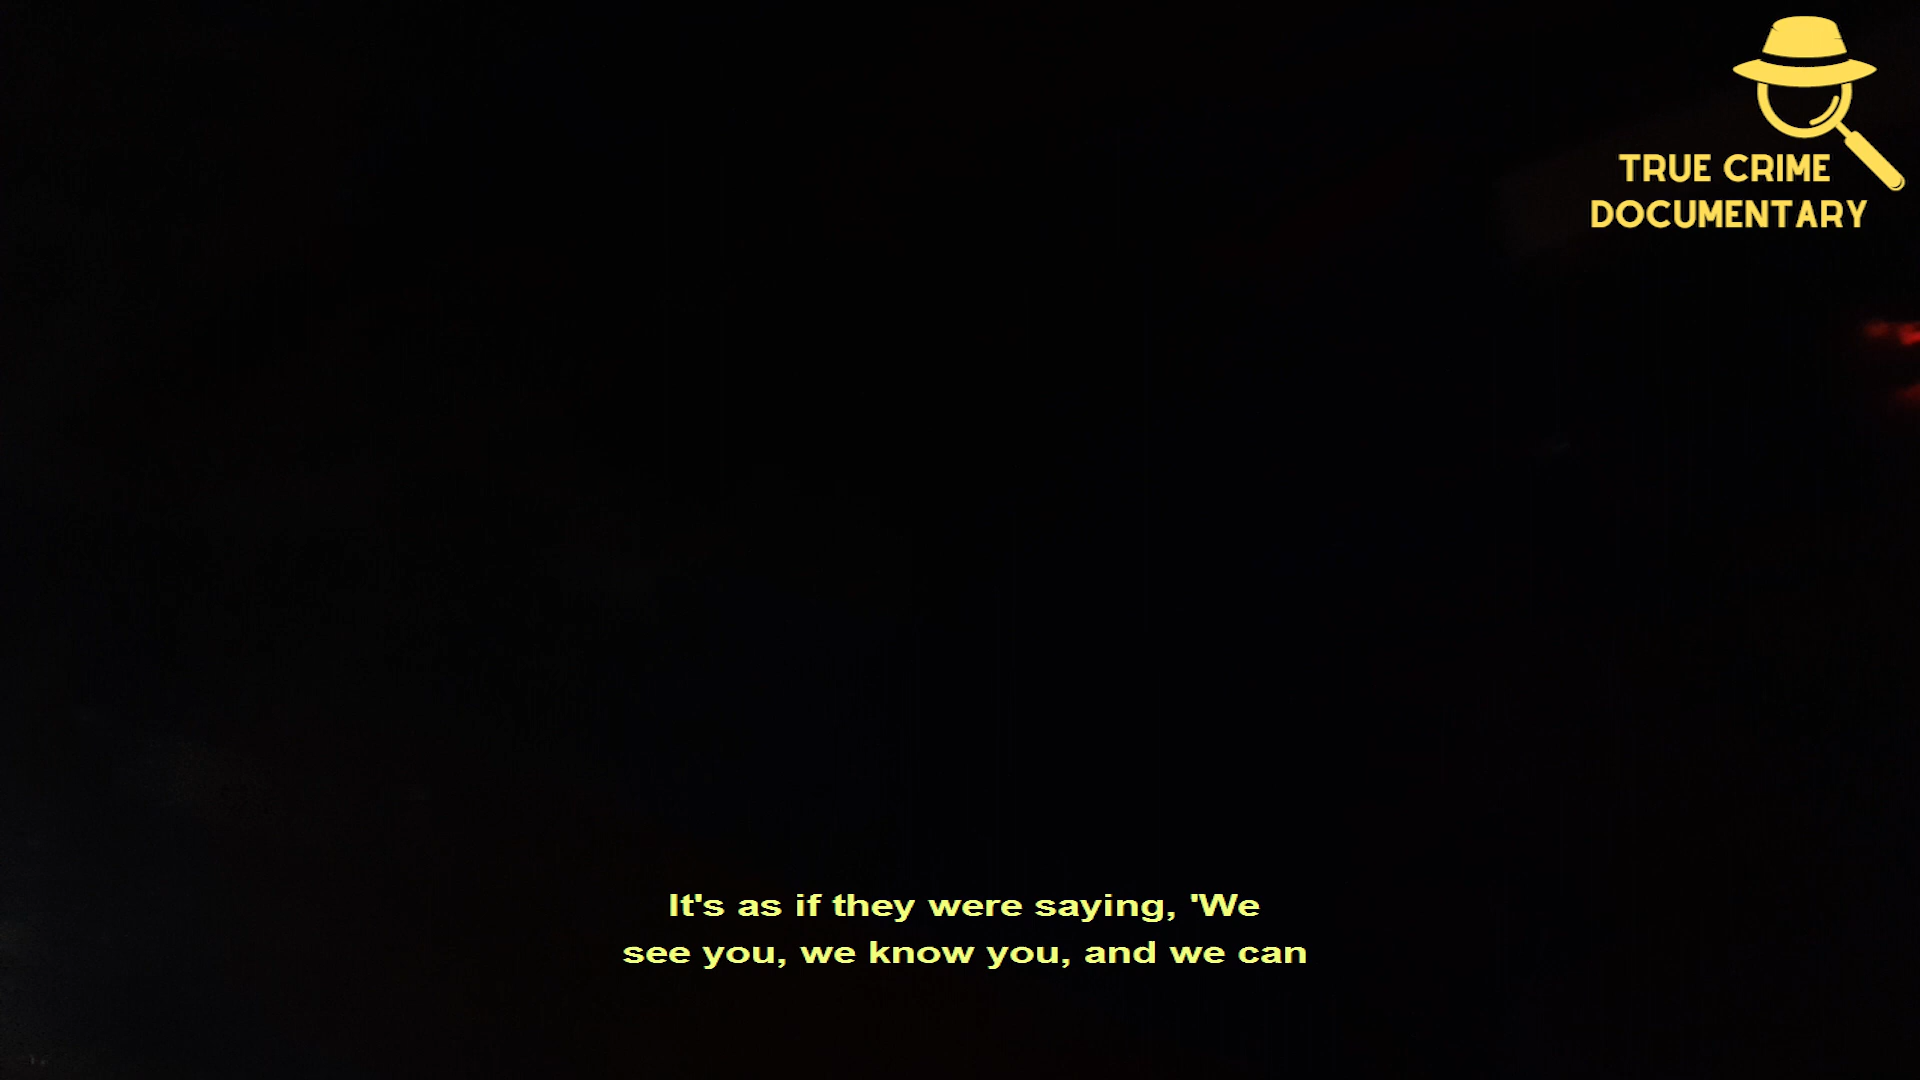 TRUE CRIME
DOCUMENTARY
It's as if they were saying, 'We
see you, we know you, and we can